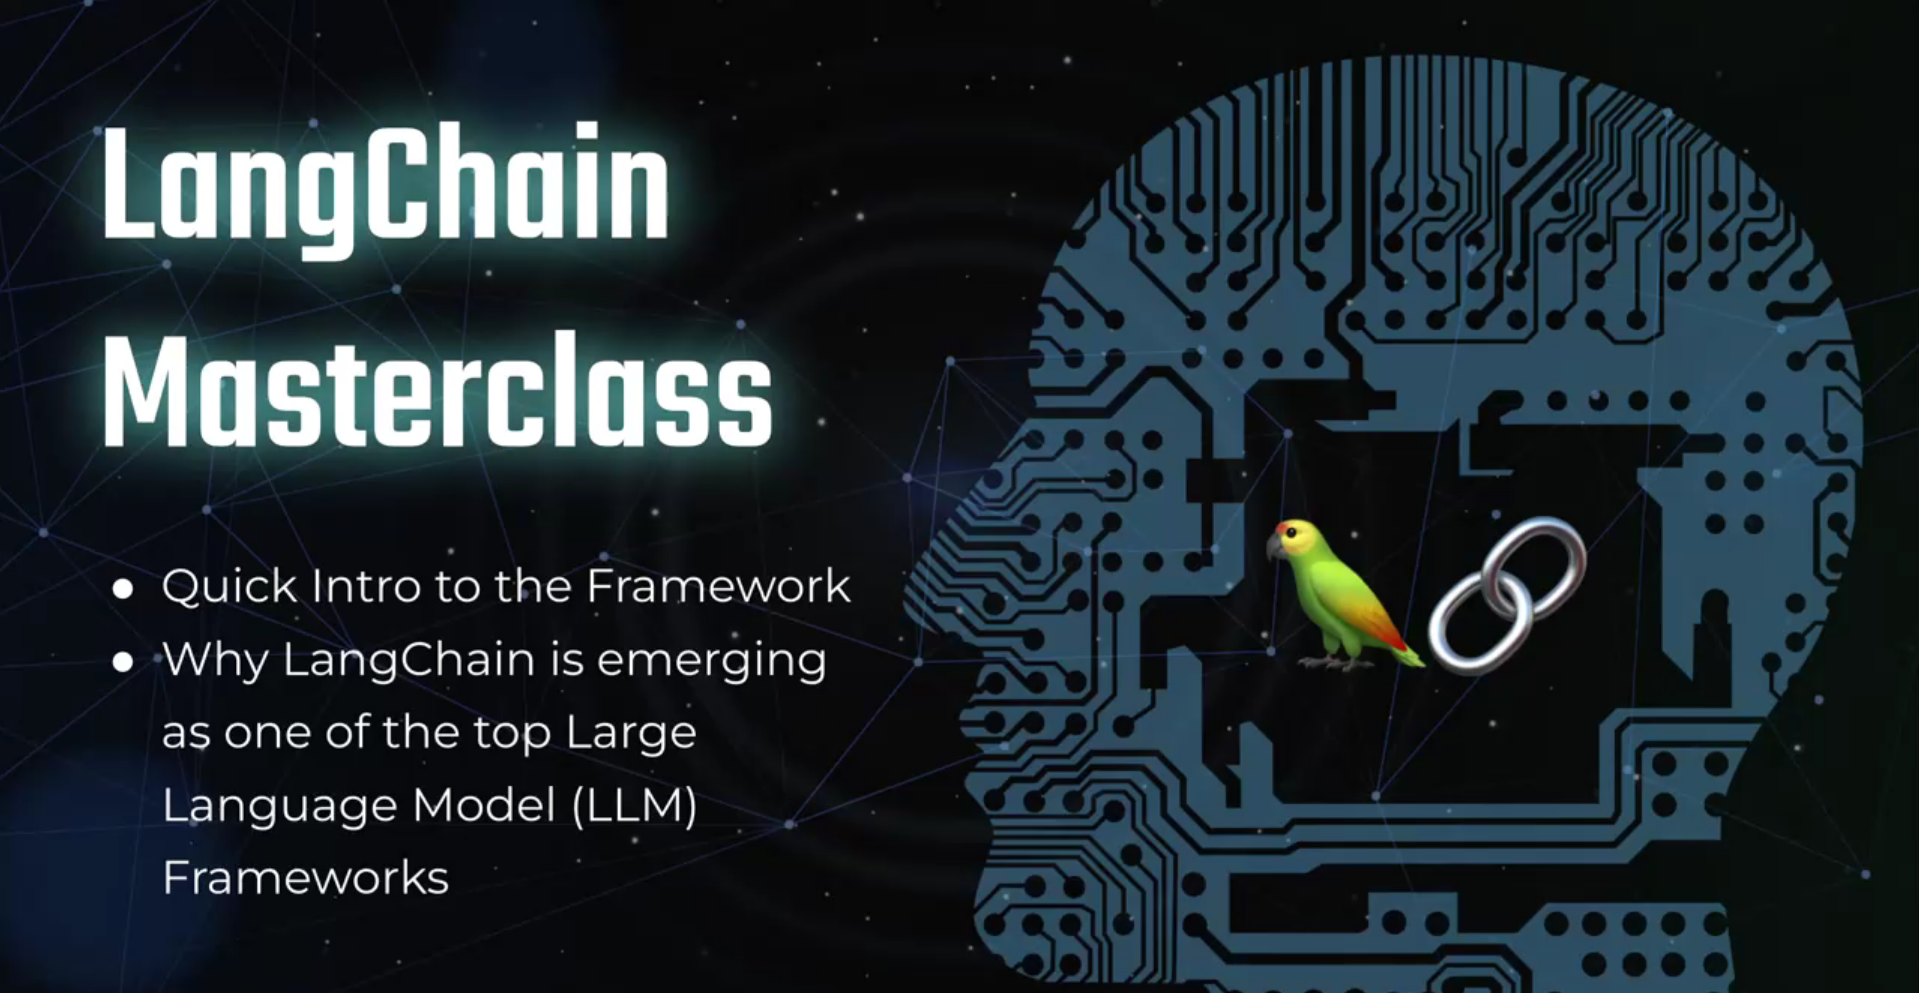 LangChain
Masterclass
● Quick Intro to the Framework
● Why LangChain is emerging
as one of the top Large
Language Model (LLM)
Frameworks